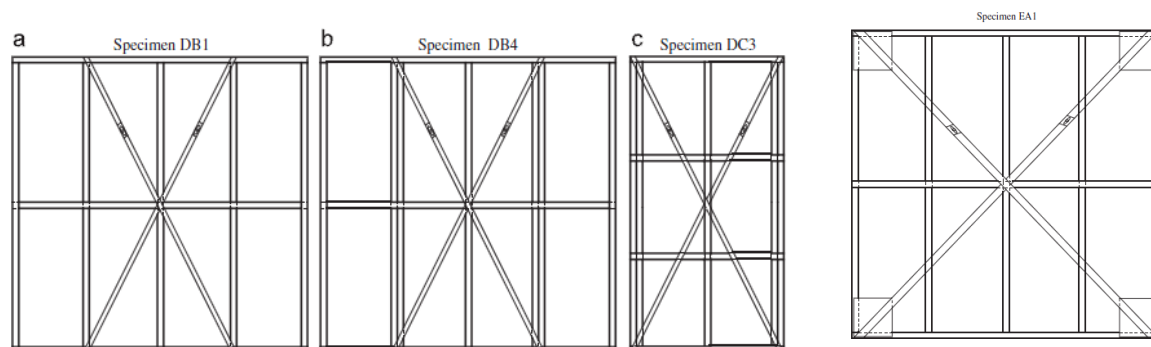 a
Specimen DB1
b
Specimen DB4
c
Specimen DC3
Specimen EA1